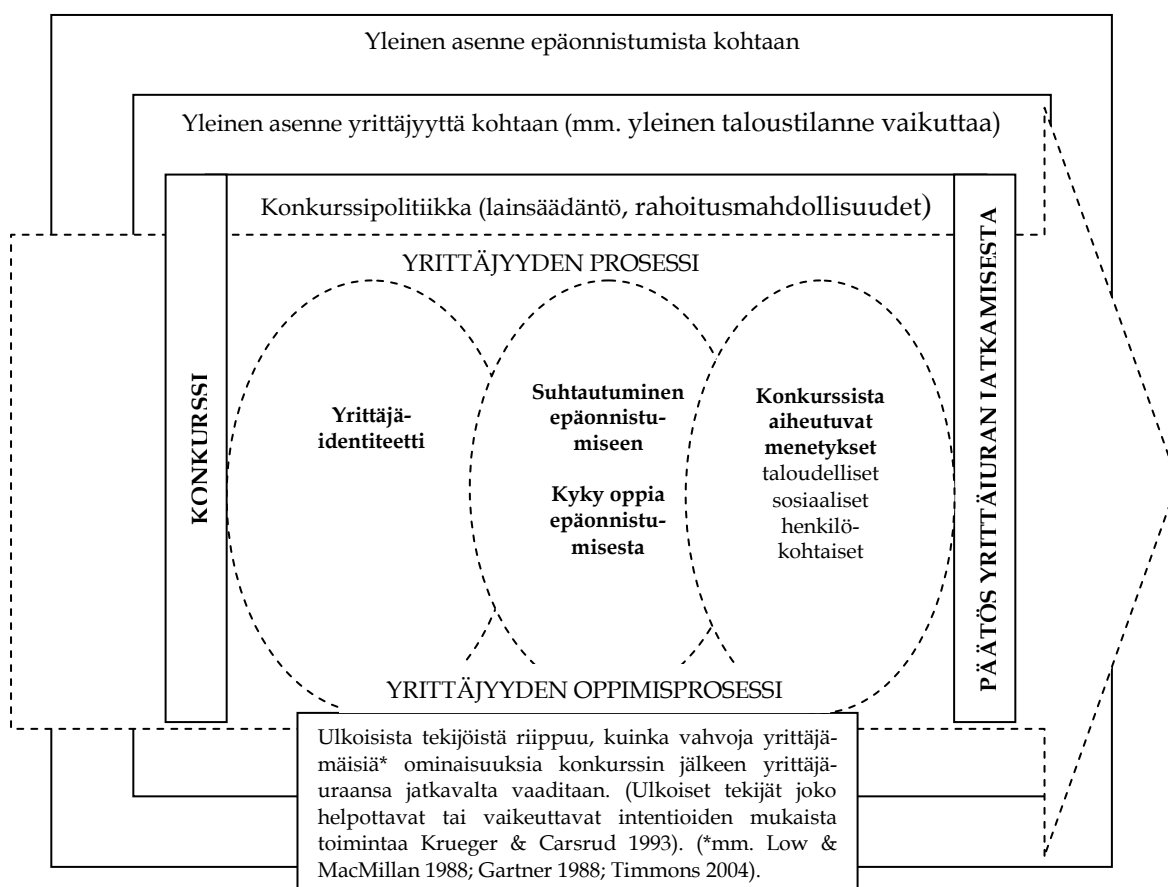 Yleinen asenne epäonnistumista kohtaan
Yleinen asenne yrittäjyyttä kohtaan (mm. yleinen taloustilanne vaikuttaa)
Konkurssipolitiikka (lainsäädäntö, rahoitusmahdollisuudet)
YRITTÄJYYDEN PROSESSI
KONKURSSI
Yrittäjä-
identiteetti
Suhtautuminen
epäonnistu-
miseen
Kyky oppia
epäonnistu-
misesta
Konkurssista
aiheutuvat
menetykset
taloudelliset
sosiaaliset
henkilö-
kohtaiset
PÄÄTÖS YRITTÄJURAN JATKAMISESTA
YRITTÄJYYDEN OPPIMISPROSESSI
Ulkoisista tekijöistä riippuu, kuinka vahvoja yrittäjä-
mäisiä* ominaisuuksia konkurssin jälkeen yrittäjä-
uraansa jatkavalta vaaditaan. (Ulkoiset tekijät joko
helpottavat tai vaikeuttavat intentioiden mukaista
toimintaa Krueger & Carsrud 1993). (*mm. Low &
MacMillan 1988; Gartner 1988; Timmons 2004).